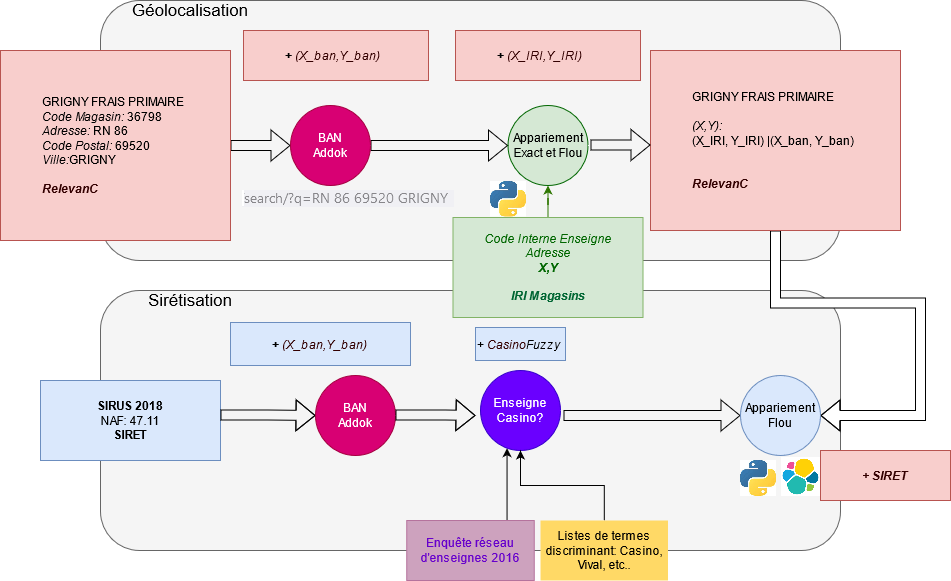 Géolocalisation
+ (X_ban,Y_ban)
+ (X_IRI,Y_IRI)
GRIGNY FRAIS PRIMAIRE
Code Magasin: 36798
Adresse: RN 86
Code Postal: 69520
Ville:GRIGNY
RelevanC
BAN
Addok
search/?q=RN 86 69520 GRIGNY
Appariement
Exact et Flou
GRIGNY FRAIS PRIMAIRE
(X,Y):
(X_IRI, Y_IRI) |(X_ban, Y_ban)
RelevanC
Code Interne Enseigne
Adresse
X,Y
IRI Magasins
Sirétisation
+ (X_ban,Y_ban)
+ CasinoFuzzy
SIRUS 2018
NAF: 47.11
SIRET
BAN
Addok
Enseigne
Casino?
Appariement
Flou
+ SIRET
Enquête réseau
d'enseignes 2016
Listes de termes
discriminant: Casino,
Vival, etc..